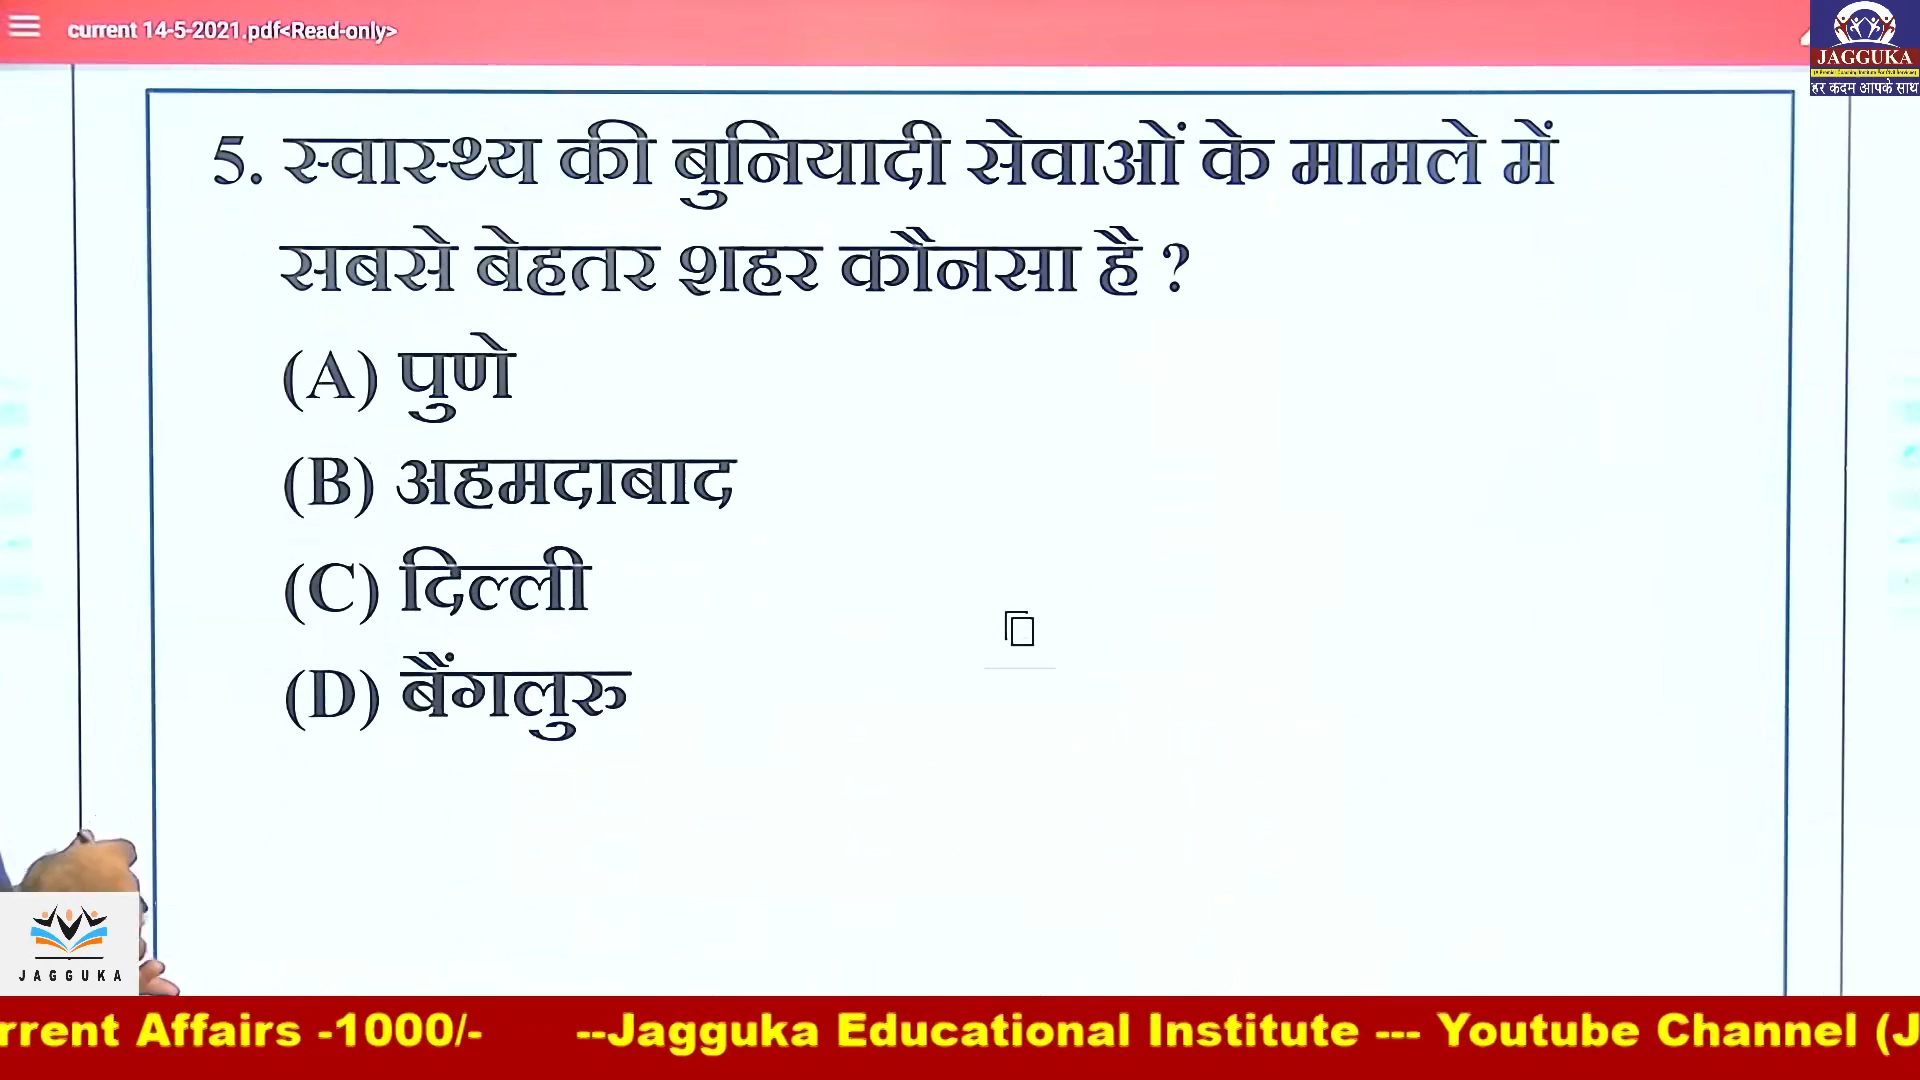 current 14-5-2021.pdf<Read-only>
JAGGUKA
हर कदम आपके साथ
5. स्वास्थ्य की बुनियादी सेवाओं के मामले में
सबसे बेहतर शहर कौनसा है ?
(A) पुणे
(B) अहमदाबाद
(C) दिल्ली
(D) बैंगलुरु
JAGGUKA
rrent Affairs -1000/- --Jagguka Educational Institute --- Youtube Channel (J